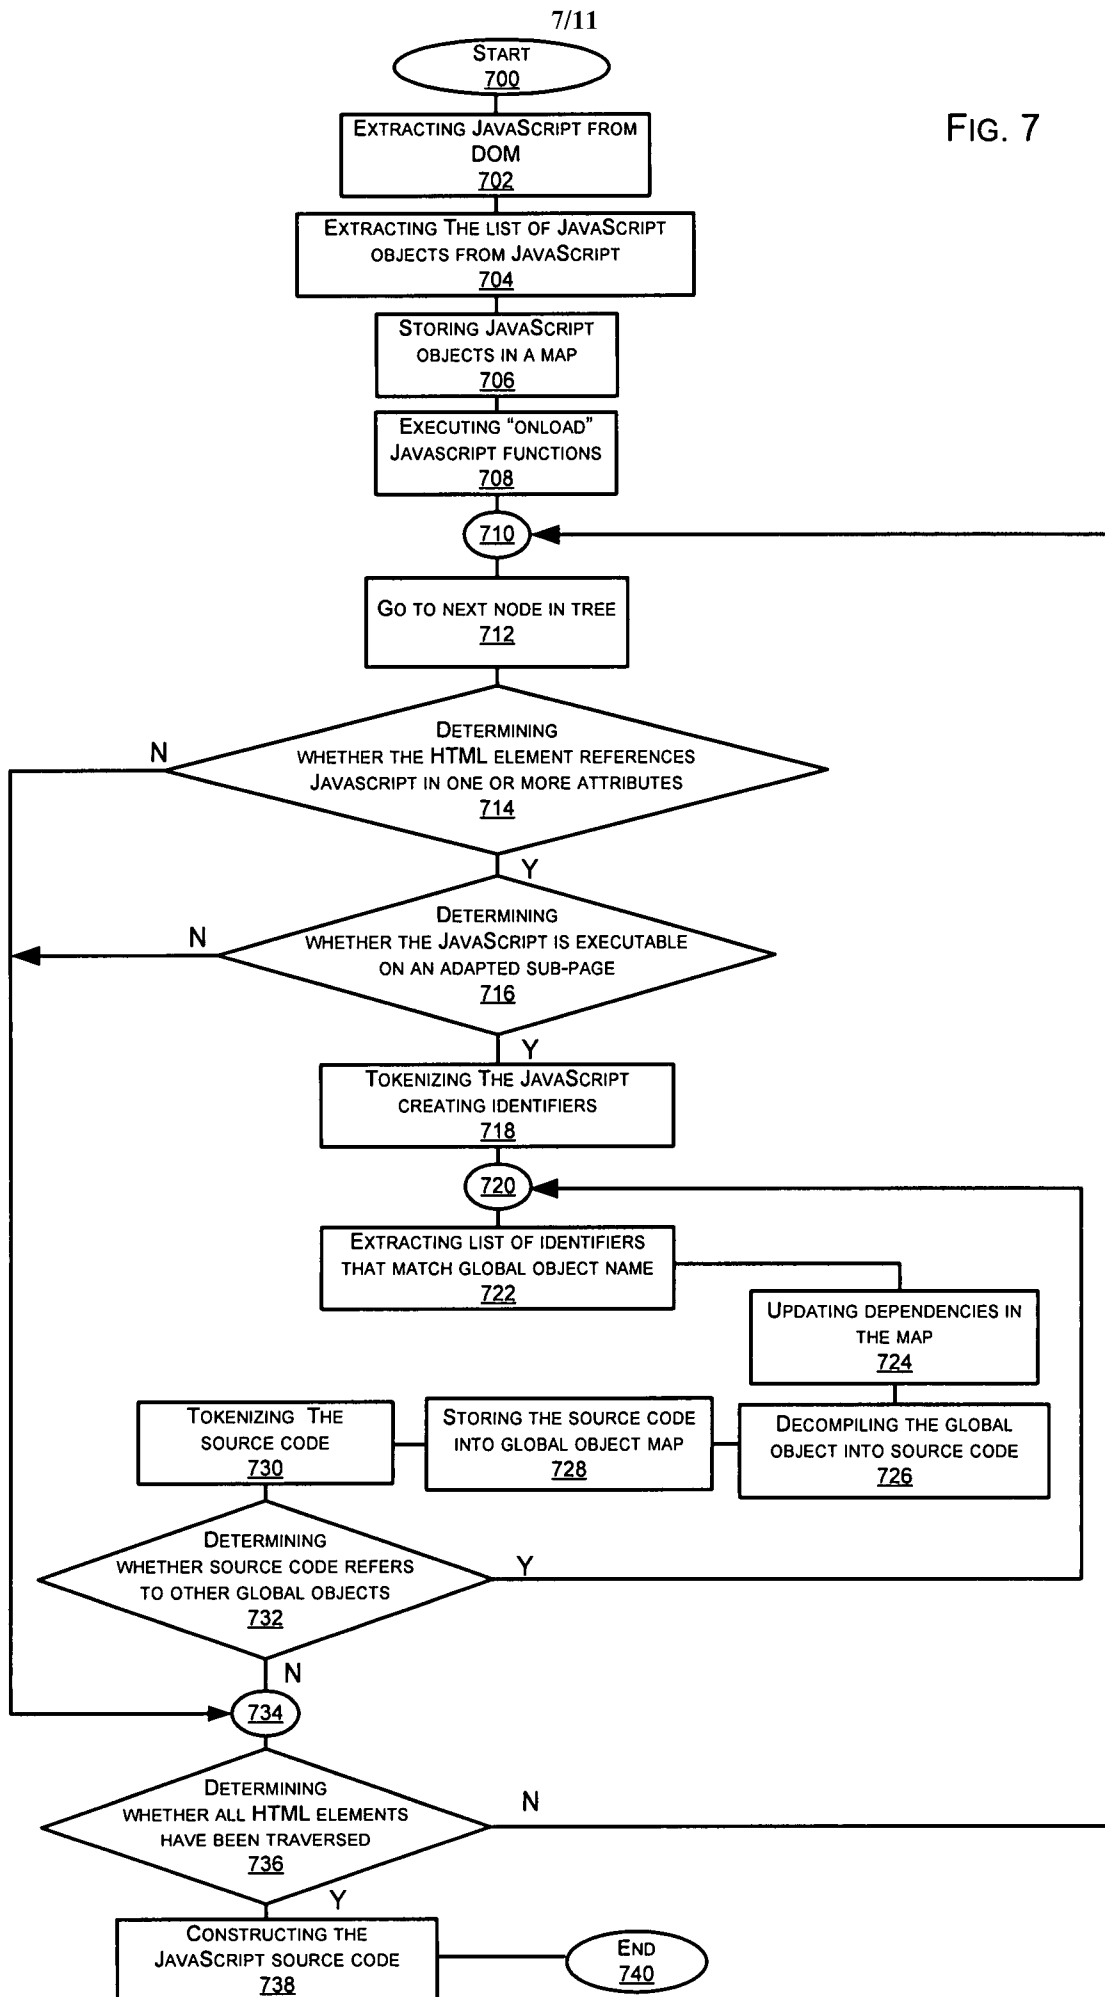 7/11
START
700
FIG. 7
EXTRACTING JAVASCRIPT FROM
DOM
702
EXTRACTING THE LIST OF JAVASCRIPT
OBJECTS FROM JAVASCRIPT
704
STORING JAVASCRIPT
OBJECTS IN A MAP
706
EXECUTING "ONLOAD"
JAVASCRIPT FUNCTIONS
708
710
GO TO NEXT NODE IN TREE
712
DETERMINING
WHETHER THE HTML ELEMENT REFERENCES
JAVASCRIPT IN ONE OR MORE ATTRIBUTES
714
N
Y
DETERMINING
WHETHER THE JAVASCRIPT IS EXECUTABLE
ON AN ADAPTED SUB-PAGE
716
N
Y
TOKENIZING THE JAVASCRIPT
CREATING IDENTIFIERS
718
720
EXTRACTING LIST OF IDENTIFIERS
THAT MATCH GLOBAL OBJECT NAME
722
UPDATING DEPENDENCIES IN
THE MAP
724
DECOMPILING THE GLOBAL
OBJECT INTO SOURCE CODE
726
STORING THE SOURCE CODE
INTO GLOBAL OBJECT MAP
728
TOKENIZING THE
SOURCE CODE
730
DETERMINING
WHETHER SOURCE CODE REFERS
TO OTHER GLOBAL OBJECTS
732
Y
N
734
DETERMINING
WHETHER ALL HTML ELEMENTS
HAVE BEEN TRAVERSED
736
N
Y
CONSTRUCTING THE
JAVASCRIPT SOURCE CODE
738
END
740